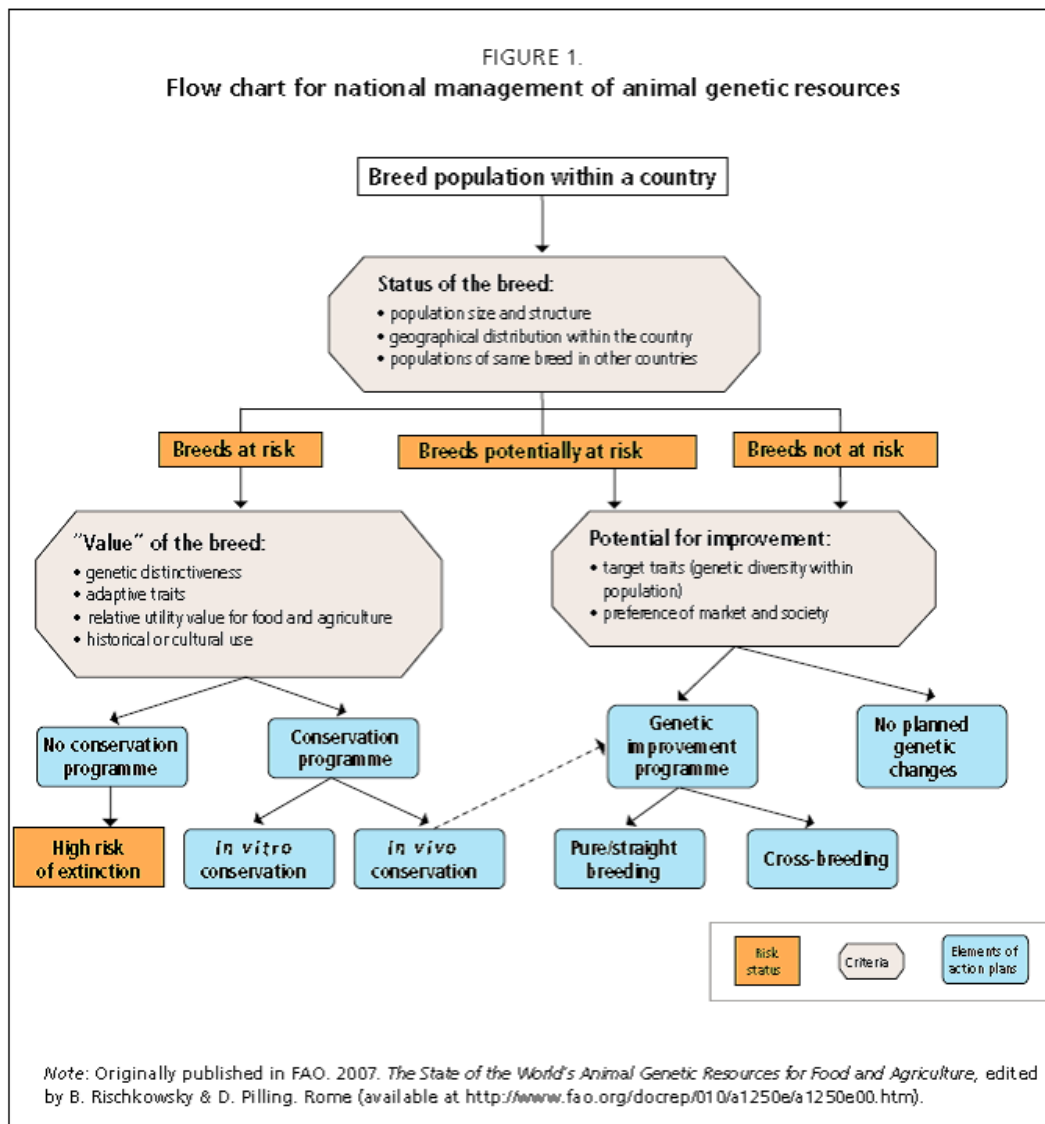 FIGURE 1.
Flow chart for national management of animal genetic resources
Breed population within a country
Status of the breed:
• population size and structure
• geographical distribution within the country
• populations of same breed in other countries
Breeds at risk
Breeds potentially at risk
Breeds not at risk
"Value" of the breed:
• genetic distinctiveness
• adaptive traits
• relative utility value for food and agriculture
• historical or cultural use
Potential for improvement:
• target traits (genetic diversity within
population)
• preference of market and society
No conservation
programme
Conservation
programme
Genetic
improvement
programme
No planned
genetic
changes
High risk
of extinction
in vitro
conservation
in vivo
conservation
Pure/straight
breeding
Cross-breeding
Risk
status
Criteria
Elements of
action plans
Note: Originally published in FAO. 2007. The State of the World's Animal Genetic Resources for Food and Agriculture, edited
by B. Rischkowsky & D. Pilling. Rome (available at http://www.fao.org/docrep/010/a1250e/a1250e00.htm).